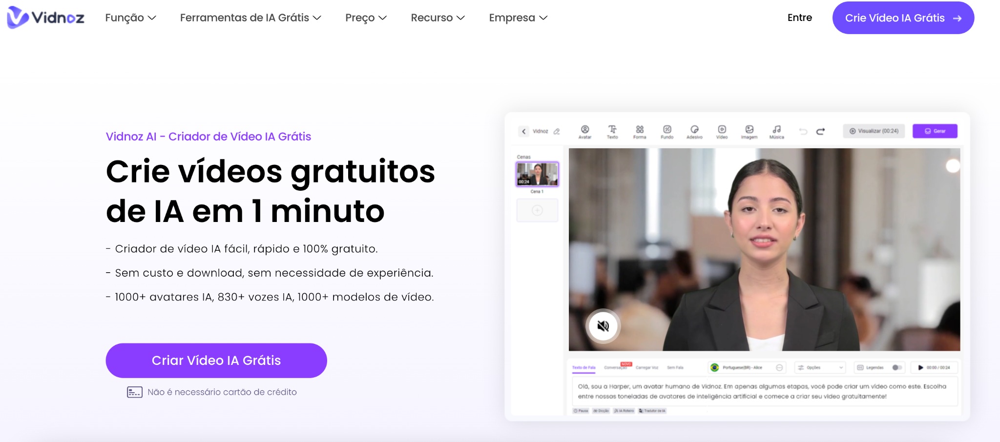 Vidnoz
Função
Ferramentas de IA Grátis
Preço
Recurso
Empresa
Entre
Crie Vídeo IA Grátis
Vidnoz AI - Criador de Vídeo IA Grátis
Crie vídeos gratuitos
de IA em 1 minuto
- Criador de vídeo IA fácil, rápido e 100% gratuito.
- Sem custo e download, sem necessidade de experiência.
- 1000+ avatares IA, 830+ vozes IA, 1000+ modelos de vídeo.
Criar Vídeo IA Grátis
Não é necessário cartão de crédito
Vidnoz
Avatar
Texto
Forma
Fundo
Adesivo
Vídeo
Imagem
Música
Visualizar (00:24)
Gerar
Cenas
00:24
Cena 1
Texto de Fala
Conversação
NOVO
Carregar Voz
Sem Fala
Portuguese(BR) - Alice
Opções
Legendas
00:00 / 00:24
Olá, sou a Harper, um avatar humano de Vidnoz. Em apenas algumas etapas, você pode criar um vídeo como este. Escolha
entre nossas toneladas de avatares de inteligência artificial e comece a criar seu vídeo gratuitamente!
Pausa
Dicção
IA Roteiro
Tradutor de IA